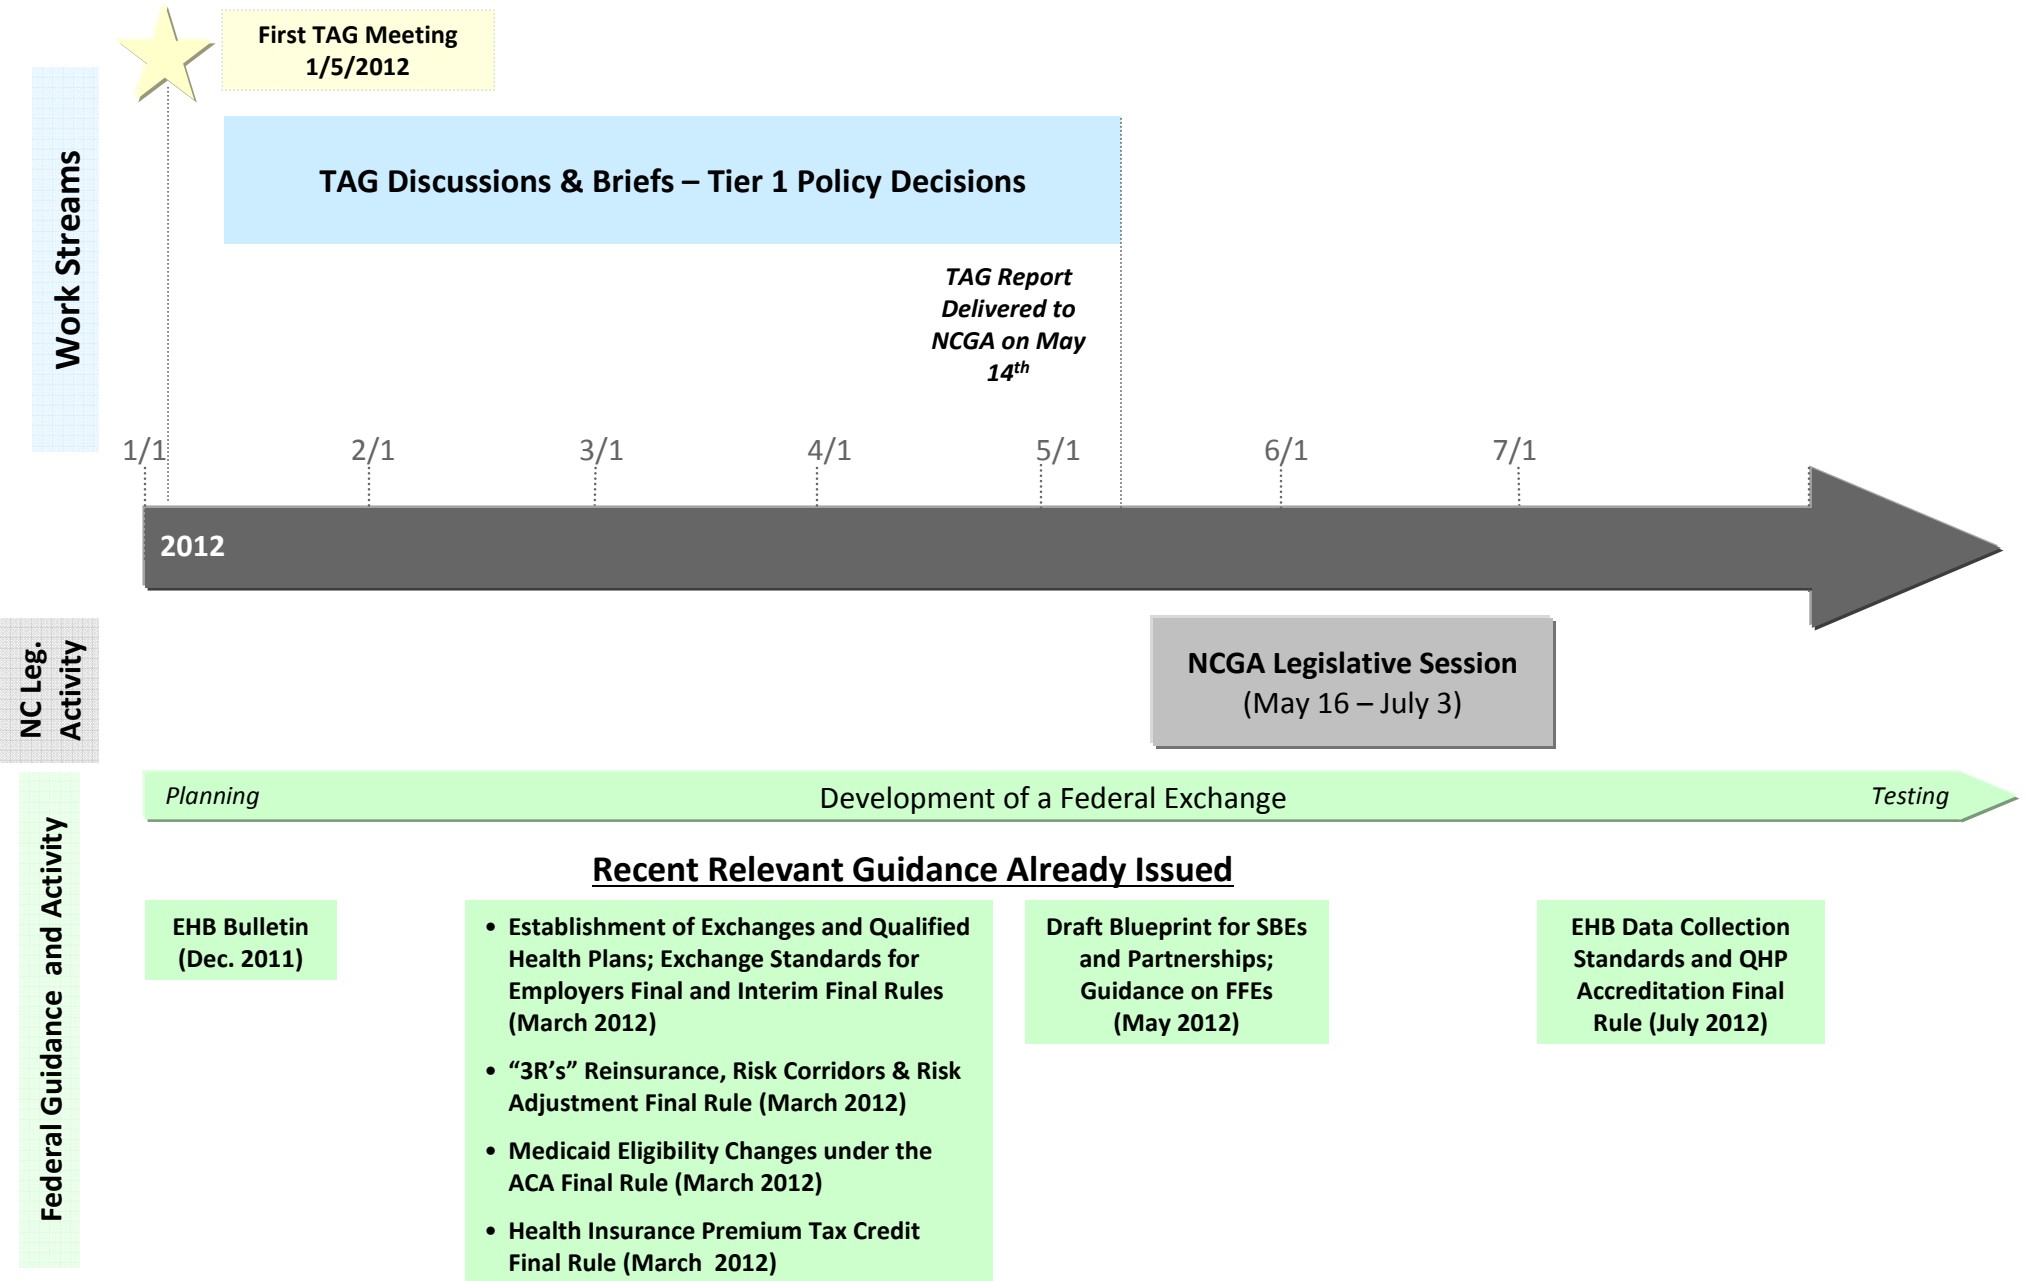 First TAG Meeting
1/5/2012
Work Streams
TAG Discussions & Briefs – Tier 1 Policy Decisions
TAG Report
Delivered to
NCGA on May
14th
1/1
2/1
3/1
4/1
5/1
6/1
7/1
2012
NC Leg.
Activity
NCGA Legislative Session
(May 16 – July 3)
Federal Guidance and Activity
Planning
Development of a Federal Exchange
Testing
Recent Relevant Guidance Already Issued
EHB Bulletin
(Dec. 2011)
• Establishment of Exchanges and Qualified
Health Plans; Exchange Standards for
Employers Final and Interim Final Rules
(March 2012)
• “3R’s” Reinsurance, Risk Corridors & Risk
Adjustment Final Rule (March 2012)
• Medicaid Eligibility Changes under the
ACA Final Rule (March 2012)
• Health Insurance Premium Tax Credit
Final Rule (March 2012)
Draft Blueprint for SBEs
and Partnerships;
Guidance on FFEs
(May 2012)
EHB Data Collection
Standards and QHP
Accreditation Final
Rule (July 2012)